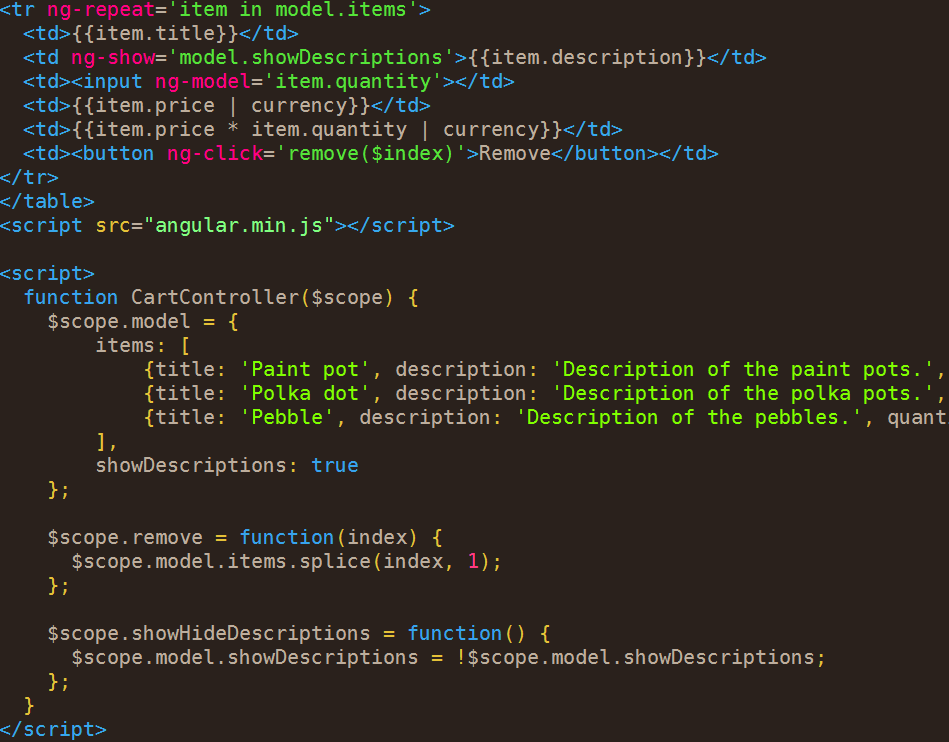 <tr ng-repeat='item in model.items'>
<td>{{item.title}}</td>
<td ng-show='model.showDescriptions'>{{item.description}}</td>
<td><input ng-model='item.quantity'></td>
<td>{{item.price | currency}}</td>
<td>{{item.price * item.quantity | currency}}</td>
<td><button ng-click='remove($index)'>Remove</button></td>
</tr>
</table>
<script src="angular.min.js"></script>
<script>
function CartController($scope) {
$scope.model = {
items: [
{title: 'Paint pot', description: 'Description of the paint pots.',
{title: 'Polka dot', description: 'Description of the polka pots.',
{title: 'Pebble', description: 'Description of the pebbles.', quant
],
showDescriptions: true
};
$scope.remove = function(index) {
$scope.model.items.splice(index, 1);
};
$scope.showHideDescriptions = function() {
$scope.model.showDescriptions = !$scope.model.showDescriptions;
};
}
</script>